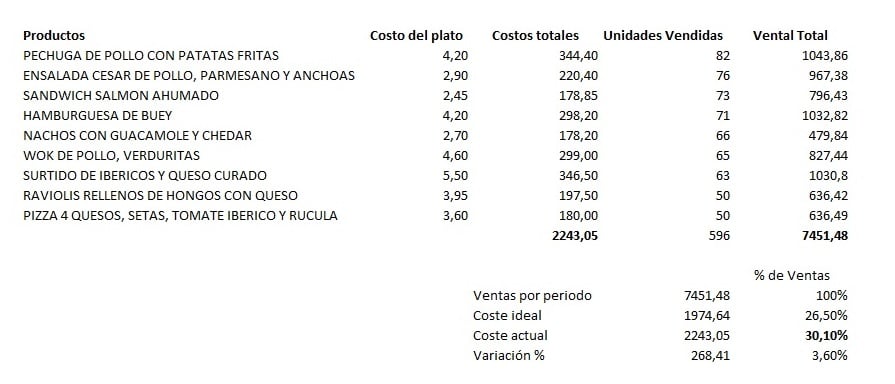 Productos Costo del plato Costos totales Unidades Vendidas Vental Total
PECHUGA DE POLLO CON PATATAS FRITAS 4,20 344,40 82 1043,86
ENSALADA CESAR DE POLLO, PARMESANO Y ANCHOAS 2,90 220,40 76 967,38
SANDWICH SALMON AHUMADO 2,45 178,85 73 796,43
HAMBURGUESA DE BUEY 4,20 298,20 71 1032,82
NACHOS CON GUACAMOLE Y CHEDAR 2,70 178,20 66 479,84
WOK DE POLLO, VERDURITAS 4,60 299,00 65 827,44
SURTIDO DE IBERICOS Y QUESO CURADO 5,50 346,50 63 1030,8
RAVIOLIS RELLENOS DE HONGOS CON QUESO 3,95 197,50 50 636,42
PIZZA 4 QUESOS, SETAS, TOMATE IBERICO Y RUCULA 3,60 180,00 50 636,49
2243,05 596 7451,48
% de Ventas
Ventas por periodo 7451,48 100%
Coste ideal 1974,64 26,50%
Coste actual 2243,05 30,10%
Variación % 268,41 3,60%